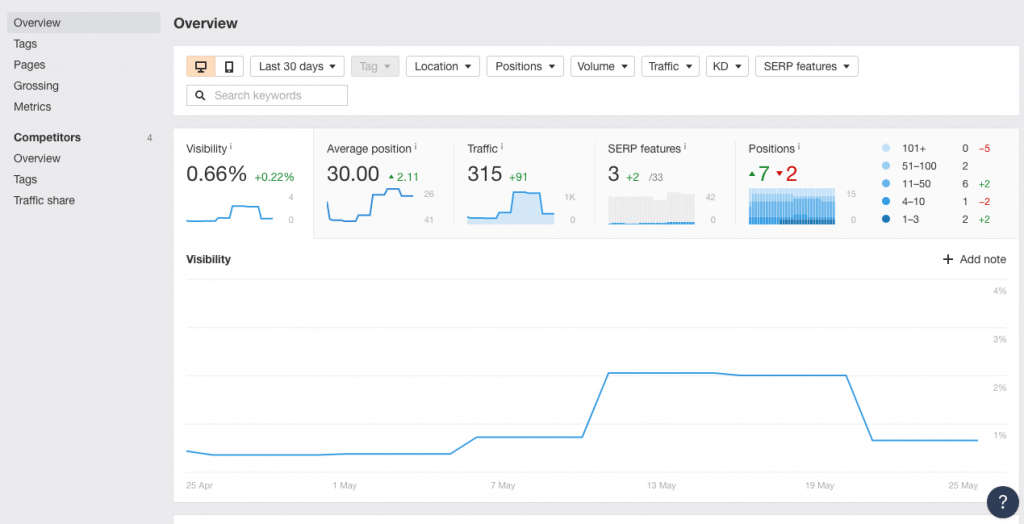 Overview
Tags
Pages
Grossing
Metrics
Competitors 4
Overview
Tags
Traffic share
Overview
Last 30 days Tag Location Positions Volume Traffic KD SERP features
Search keywords
Visibility i
0.66% +0.22%
4
0
Average position i
30.00 2.11
26
41
Traffic i
315 +91
1K
0
SERP features i
3 +2 /33
42
0
Positions i
7 2
15
0
101+ 0 −5
51–100 2
11–50 6 +2
4–10 1 −2
1–3 2 +2
Visibility
+ Add note
4%
3%
2%
1%
25 Apr 1 May 7 May 13 May 19 May 25 May
?